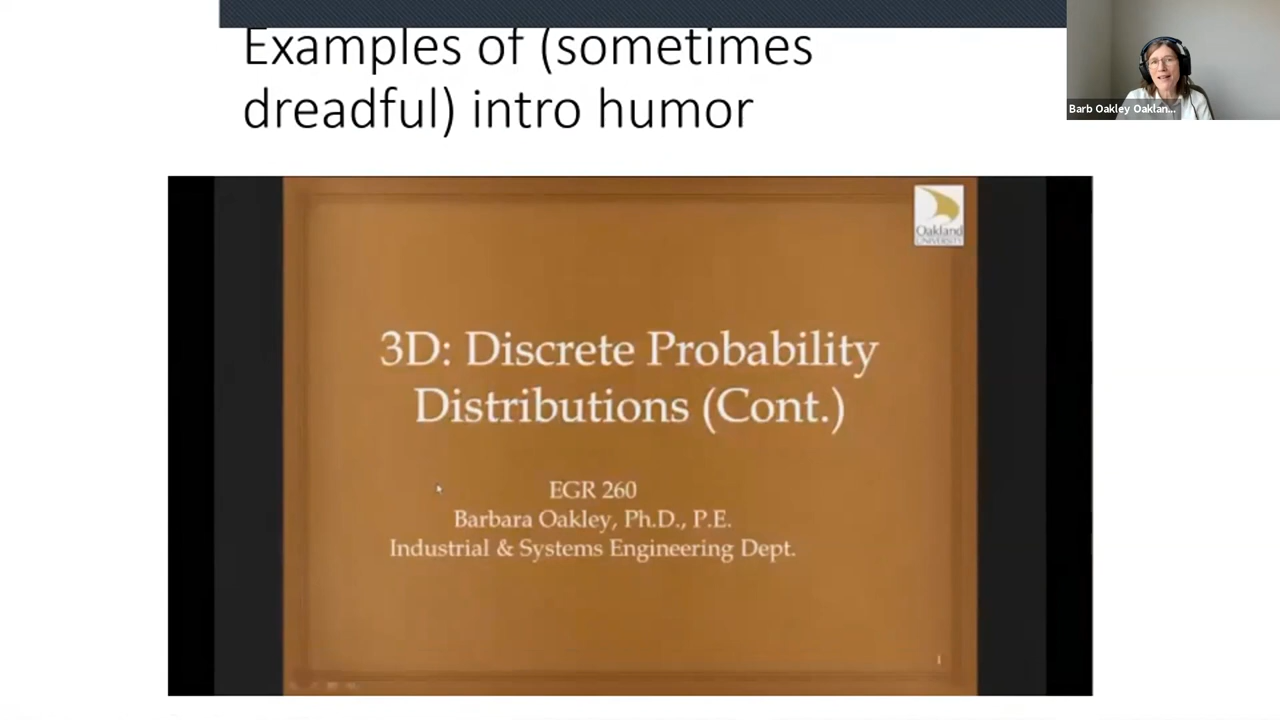 Examples of (sometimes
dreadful) intro humor
Barb Oakley Oaklan...
Oakland
UNIVERSITY
3D: Discrete Probability
Distributions (Cont.)
EGR 260
Barbara Oakley, Ph.D., P.E.
Industrial & Systems Engineering Dept.
1